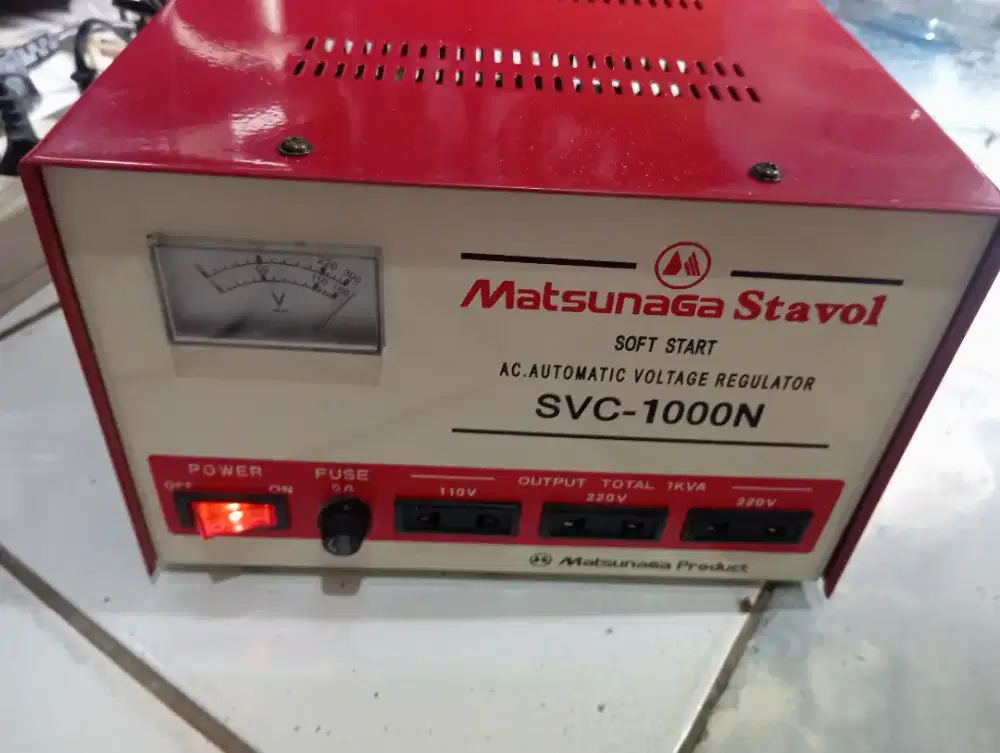 Matsunaga Stavol
SOFT START
AC.AUTOMATIC VOLTAGE REGULATOR
SVC-1000N
V
POWER
OFF ON
FUSE
5A
OUTPUT TOTAL 1KVA
110V
220V
220V
Matsunaga Product